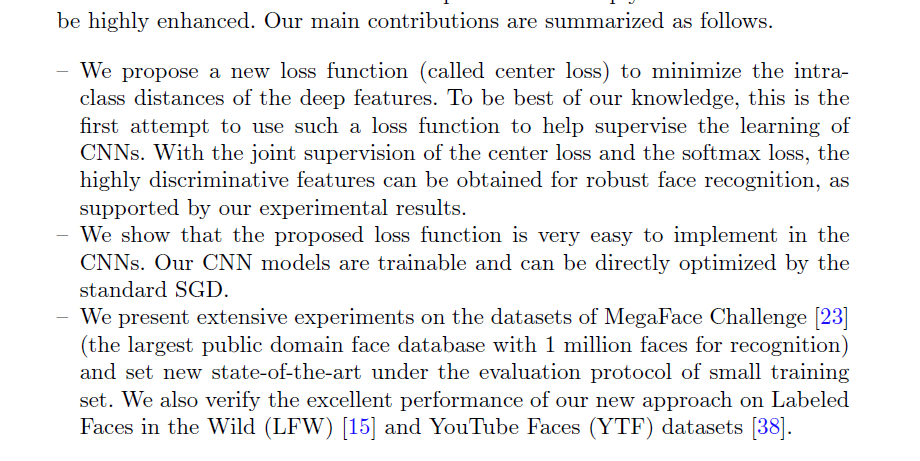 be highly enhanced. Our main contributions are summarized as follows.
– We propose a new loss function (called center loss) to minimize the intra-
class distances of the deep features. To be best of our knowledge, this is the
first attempt to use such a loss function to help supervise the learning of
CNNs. With the joint supervision of the center loss and the softmax loss, the
highly discriminative features can be obtained for robust face recognition, as
supported by our experimental results.
– We show that the proposed loss function is very easy to implement in the
CNNs. Our CNN models are trainable and can be directly optimized by the
standard SGD.
– We present extensive experiments on the datasets of MegaFace Challenge [23]
(the largest public domain face database with 1 million faces for recognition)
and set new state-of-the-art under the evaluation protocol of small training
set. We also verify the excellent performance of our new approach on Labeled
Faces in the Wild (LFW) [15] and YouTube Faces (YTF) datasets [38].